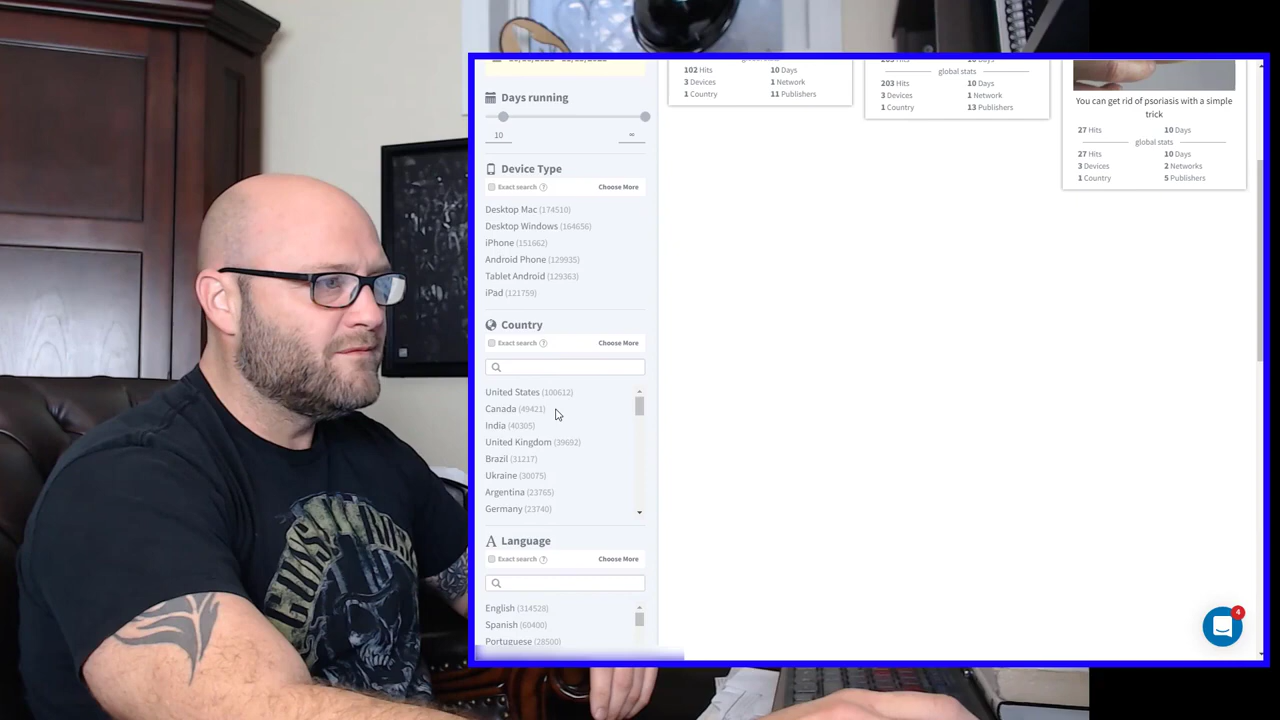 Days running
10
∞
Device Type
Exact search ?
Choose More
Desktop Mac (174510)
Desktop Windows (164656)
iPhone (151662)
Android Phone (129935)
Tablet Android (129363)
iPad (121759)
Country
Exact search ?
Choose More
United States (100612)
Canada (49421)
India (40305)
United Kingdom (39692)
Brazil (31217)
Ukraine (30075)
Argentina (23765)
Germany (23740)
Language
Exact search ?
Choose More
English (314528)
Spanish (60400)
Portuguese (28500)
102 Hits
10 Days
3 Devices
1 Network
1 Country
11 Publishers
global stats
203 Hits
10 Days
3 Devices
1 Network
1 Country
13 Publishers
You can get rid of psoriasis with a simple
trick
27 Hits
10 Days
global stats
27 Hits
10 Days
3 Devices
2 Networks
1 Country
5 Publishers
4
GUNS N